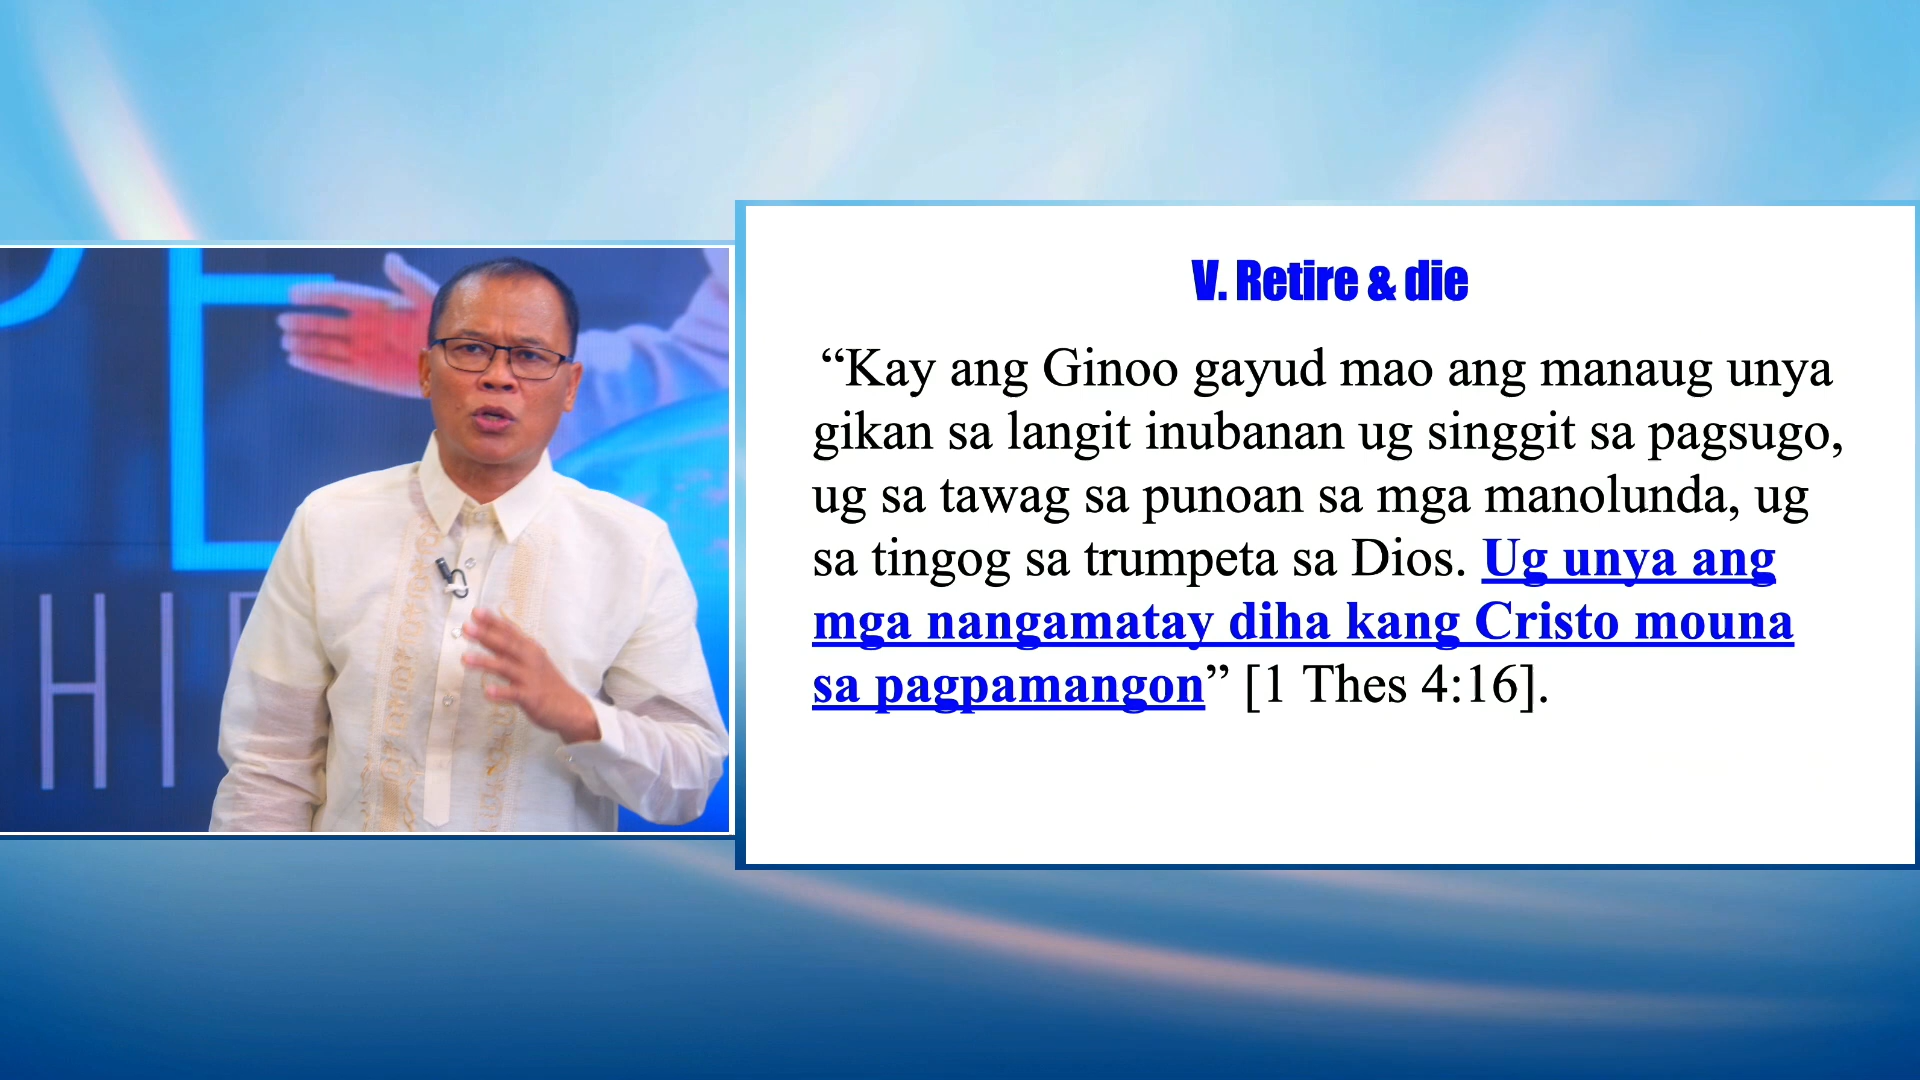 PE
HI
V. Retire & die
“Kay ang Ginoo gayud mao ang manaug unya
gikan sa langit inubanan ug singgit sa pagsugo,
ug sa tawag sa punoan sa mga manolunda, ug
sa tingog sa trumpeta sa Dios. Ug unya ang
mga nangamatay diha kang Cristo mouna
sa pagpamangon” [1 Thes 4:16].